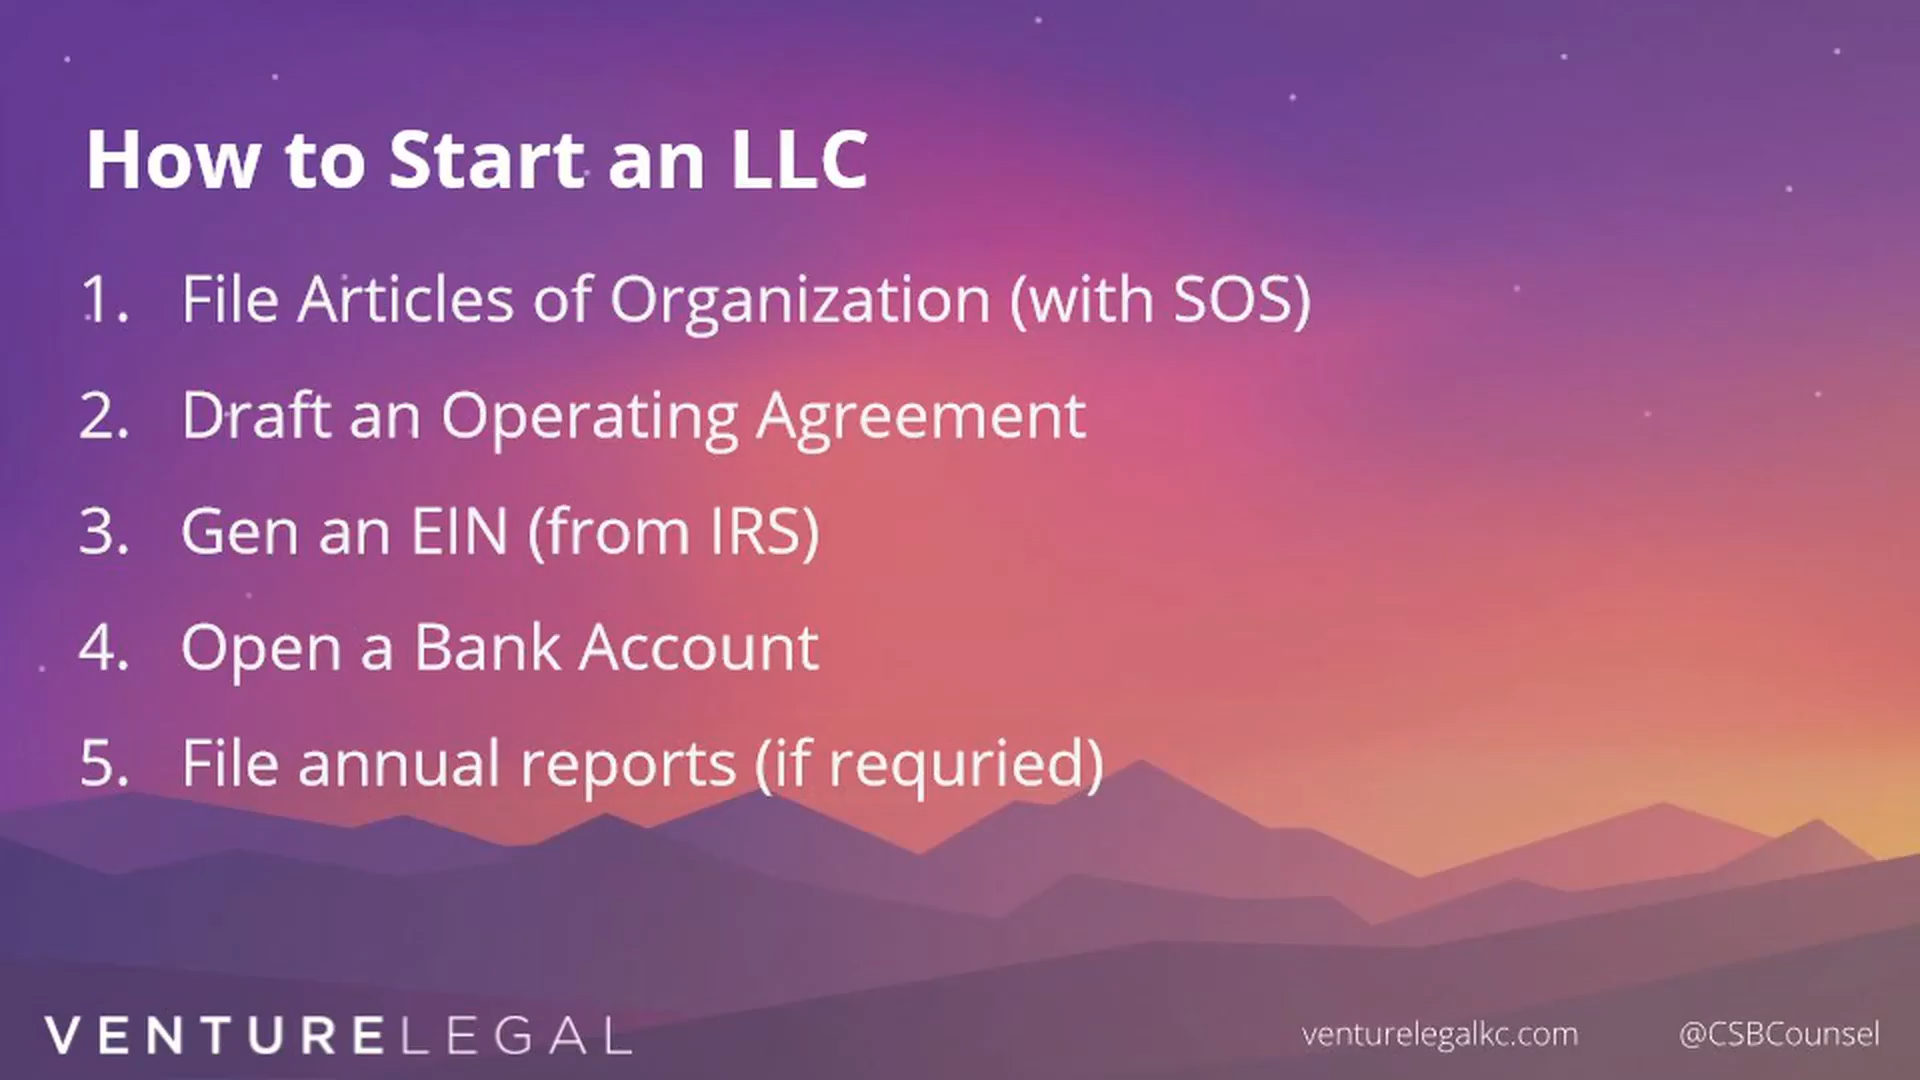 How to Start an LLC
1. File Articles of Organization (with SOS)
2. Draft an Operating Agreement
3. Gen an EIN (from IRS)
4. Open a Bank Account
5. File annual reports (if requried)
VENTURELEGAL
venturelegalkc.com @CSBCounsel